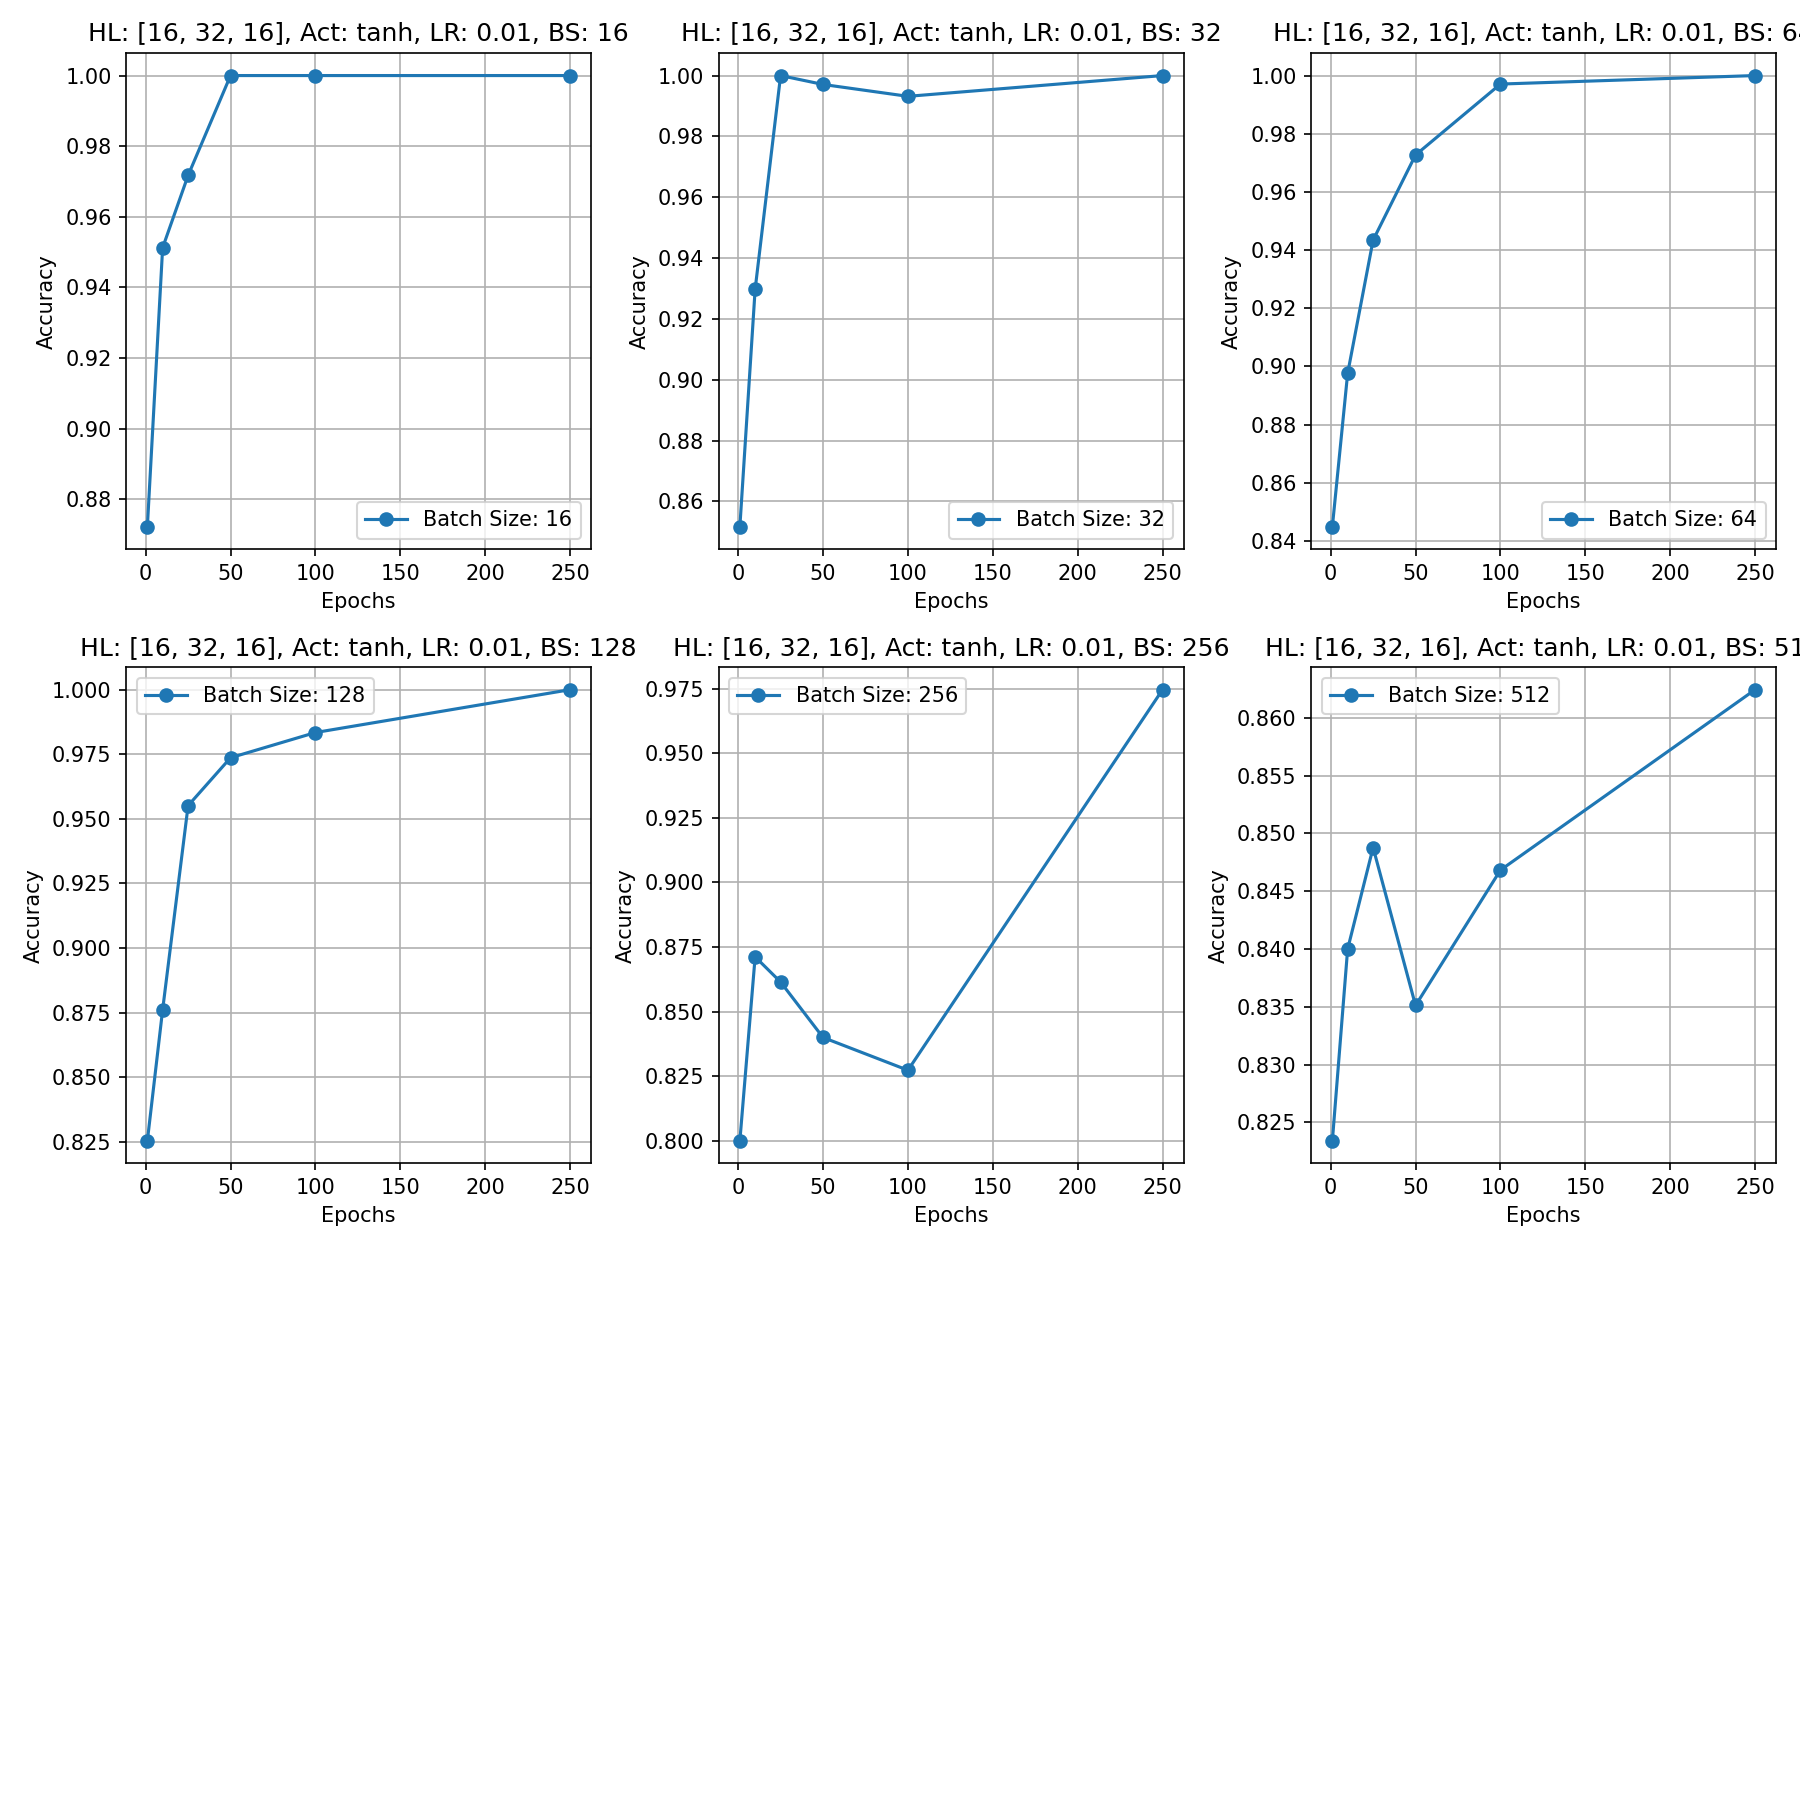 HL: [16, 32, 16], Act: tanh, LR: 0.01, BS: 16
1.00
0.98
0.96
0.94
0.92
0.90
0.88
Accuracy
Batch Size: 16
0 50 100 150 200 250
Epochs
HL: [16, 32, 16], Act: tanh, LR: 0.01, BS: 32
1.00
0.98
0.96
0.94
0.92
0.90
0.88
0.86
Accuracy
Batch Size: 32
0 50 100 150 200 250
Epochs
HL: [16, 32, 16], Act: tanh, LR: 0.01, BS: 64
1.00
0.98
0.96
0.94
0.92
0.90
0.88
0.86
0.84
Accuracy
Batch Size: 64
0 50 100 150 200 250
Epochs
HL: [16, 32, 16], Act: tanh, LR: 0.01, BS: 128
1.000
0.975
0.950
0.925
0.900
0.875
0.850
0.825
Accuracy
Batch Size: 128
0 50 100 150 200 250
Epochs
HL: [16, 32, 16], Act: tanh, LR: 0.01, BS: 256
0.975
0.950
0.925
0.900
0.875
0.850
0.825
0.800
Accuracy
Batch Size: 256
0 50 100 150 200 250
Epochs
HL: [16, 32, 16], Act: tanh, LR: 0.01, BS: 51
0.860
0.855
0.850
0.845
0.840
0.835
0.830
0.825
Accuracy
Batch Size: 512
0 50 100 150 200 250
Epochs